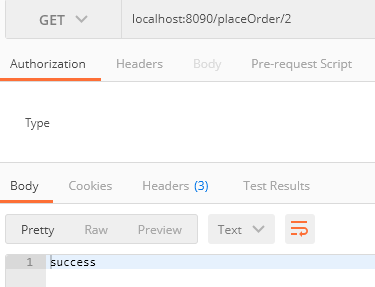 GET localhost:8090/placeOrder/2
Authorization Headers Body Pre-request Script
Type
Body Cookies Headers (3) Test Results
Pretty Raw Preview Text
1 success